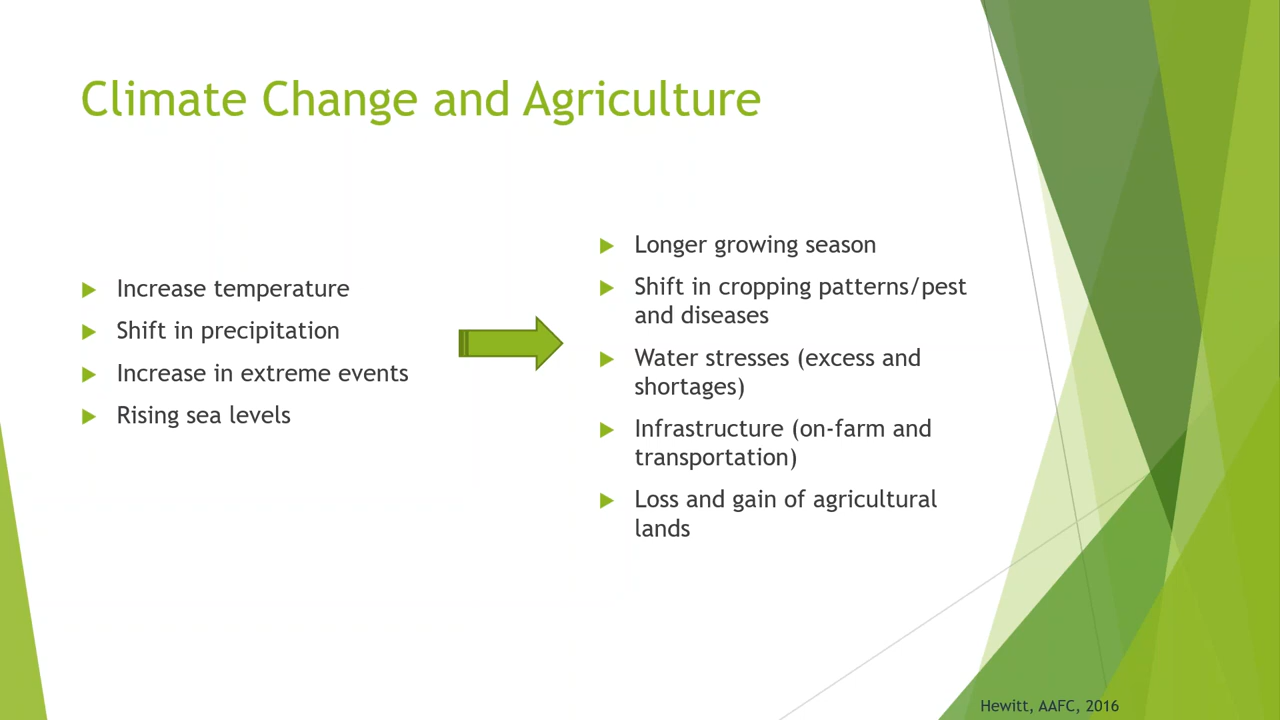 Climate Change and Agriculture
Increase temperature
Shift in precipitation
Increase in extreme events
Rising sea levels
Longer growing season
Shift in cropping patterns/pest
and diseases
Water stresses (excess and
shortages)
Infrastructure (on-farm and
transportation)
Loss and gain of agricultural
lands
Hewitt, AAFC, 2016